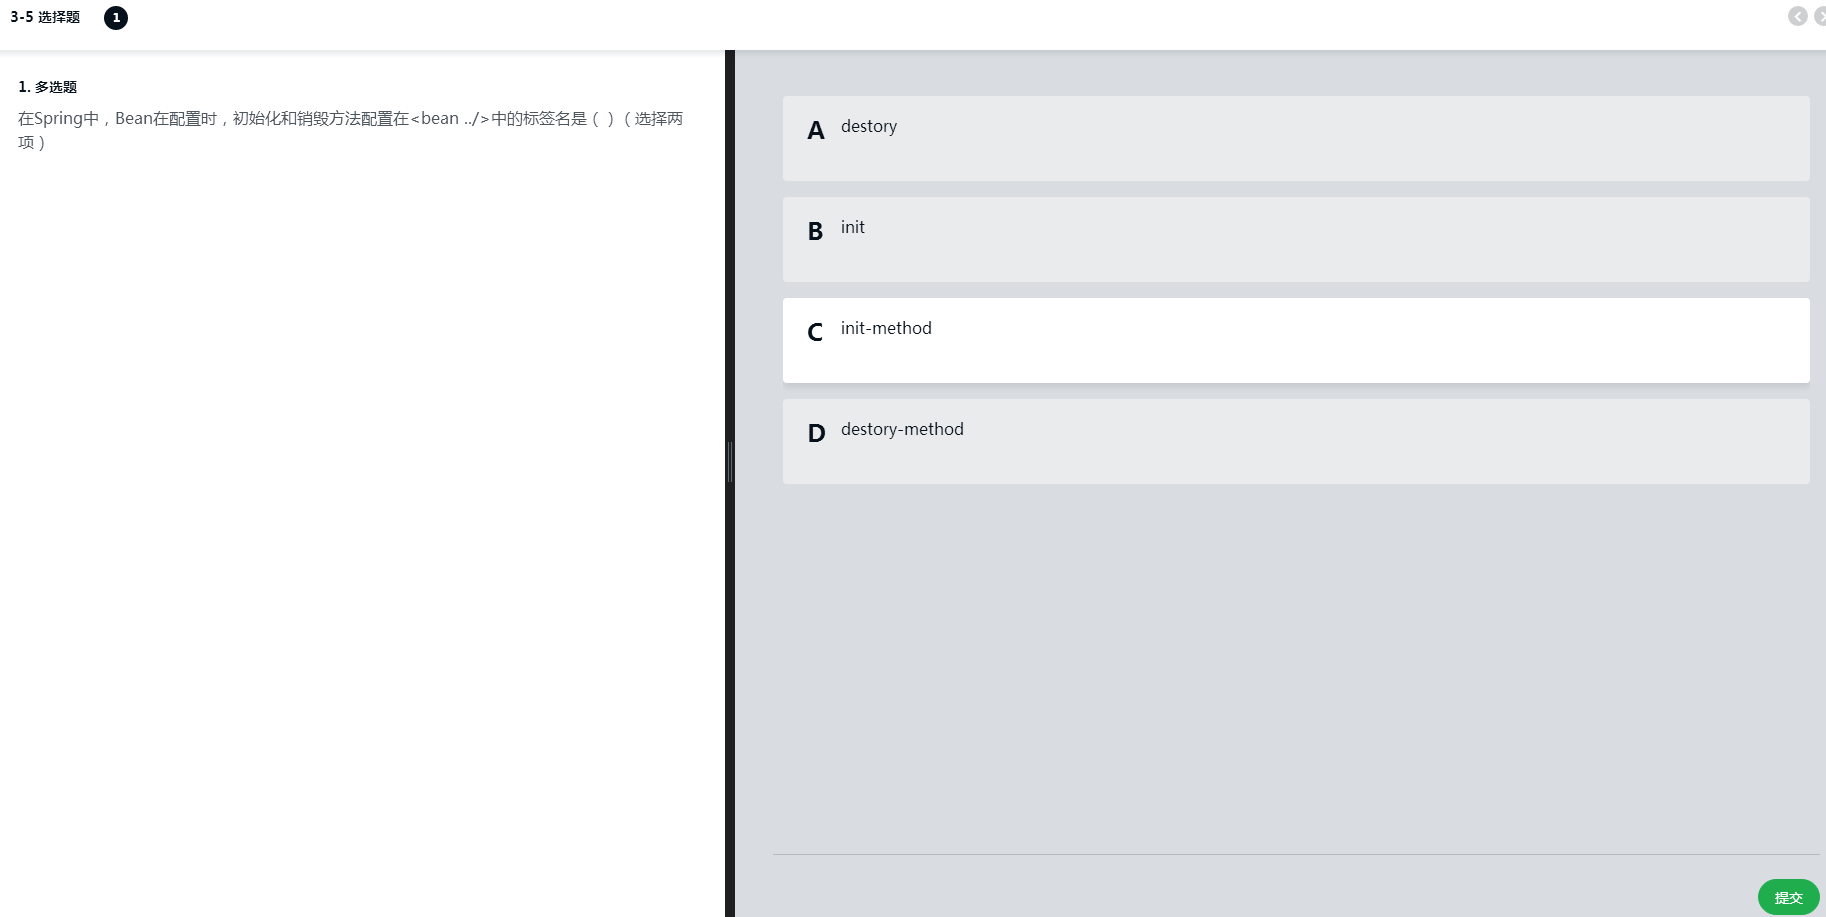 3-5 选择题
1
1. 多选题
在Spring中，Bean在配置时，初始化和销毁方法配置在<bean ../>中的标签名是（ ）（选择两
项）
A destory
B init
C init-method
D destory-method
提交